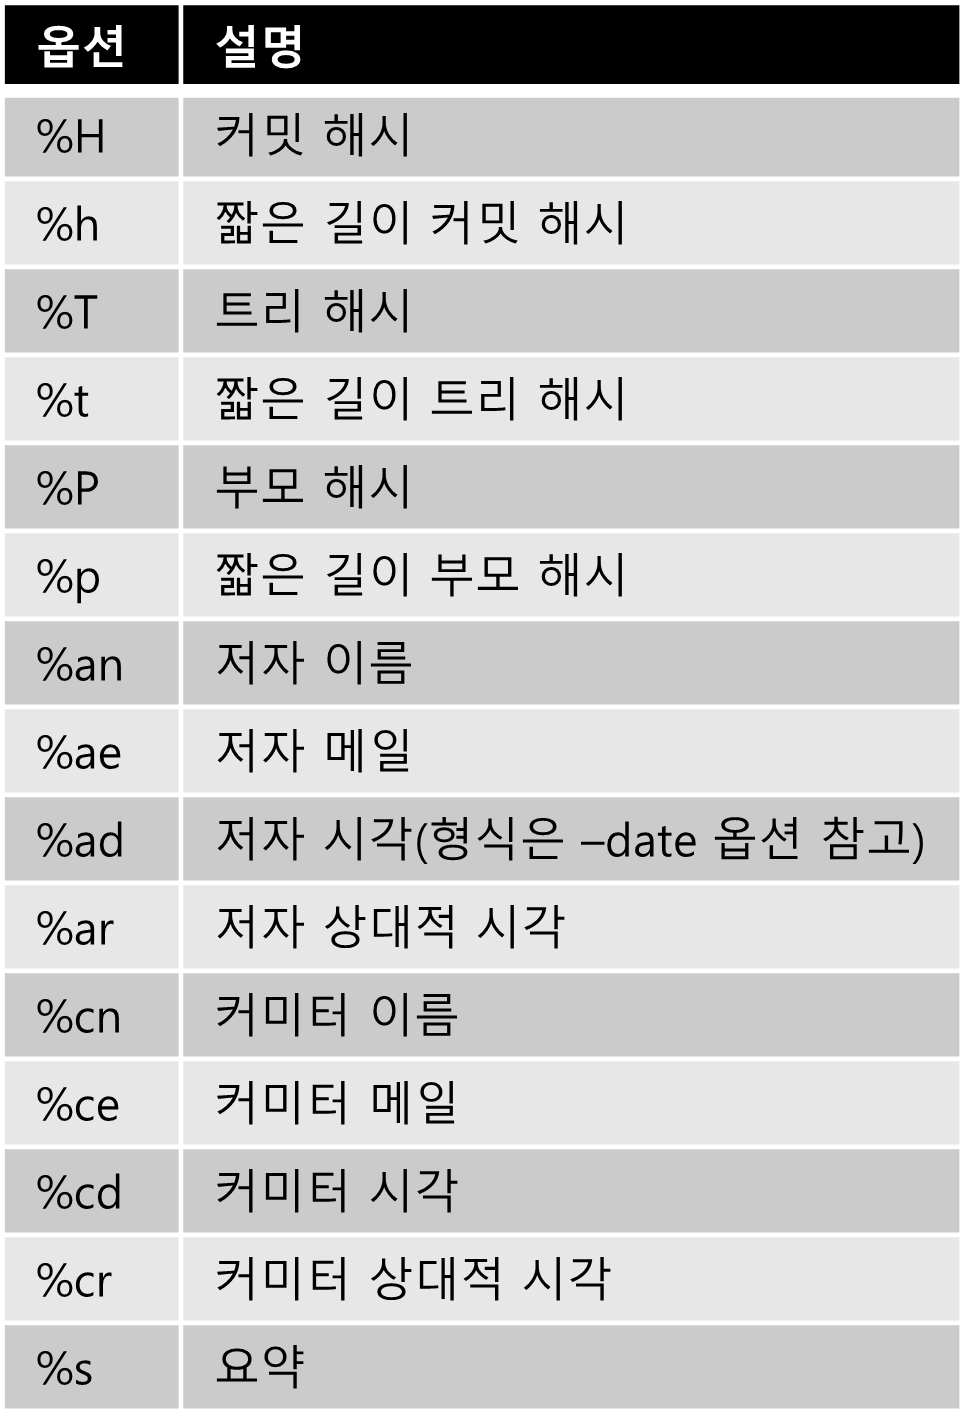 옵션 설명
%H 커밋 해시
%h 짧은 길이 커밋 해시
%T 트리 해시
%t 짧은 길이 트리 해시
%P 부모 해시
%p 짧은 길이 부모 해시
%an 저자 이름
%ae 저자 메일
%ad 저자 시각(형식은 –date 옵션 참고)
%ar 저자 상대적 시각
%cn 커미터 이름
%ce 커미터 메일
%cd 커미터 시각
%cr 커미터 상대적 시각
%s 요약